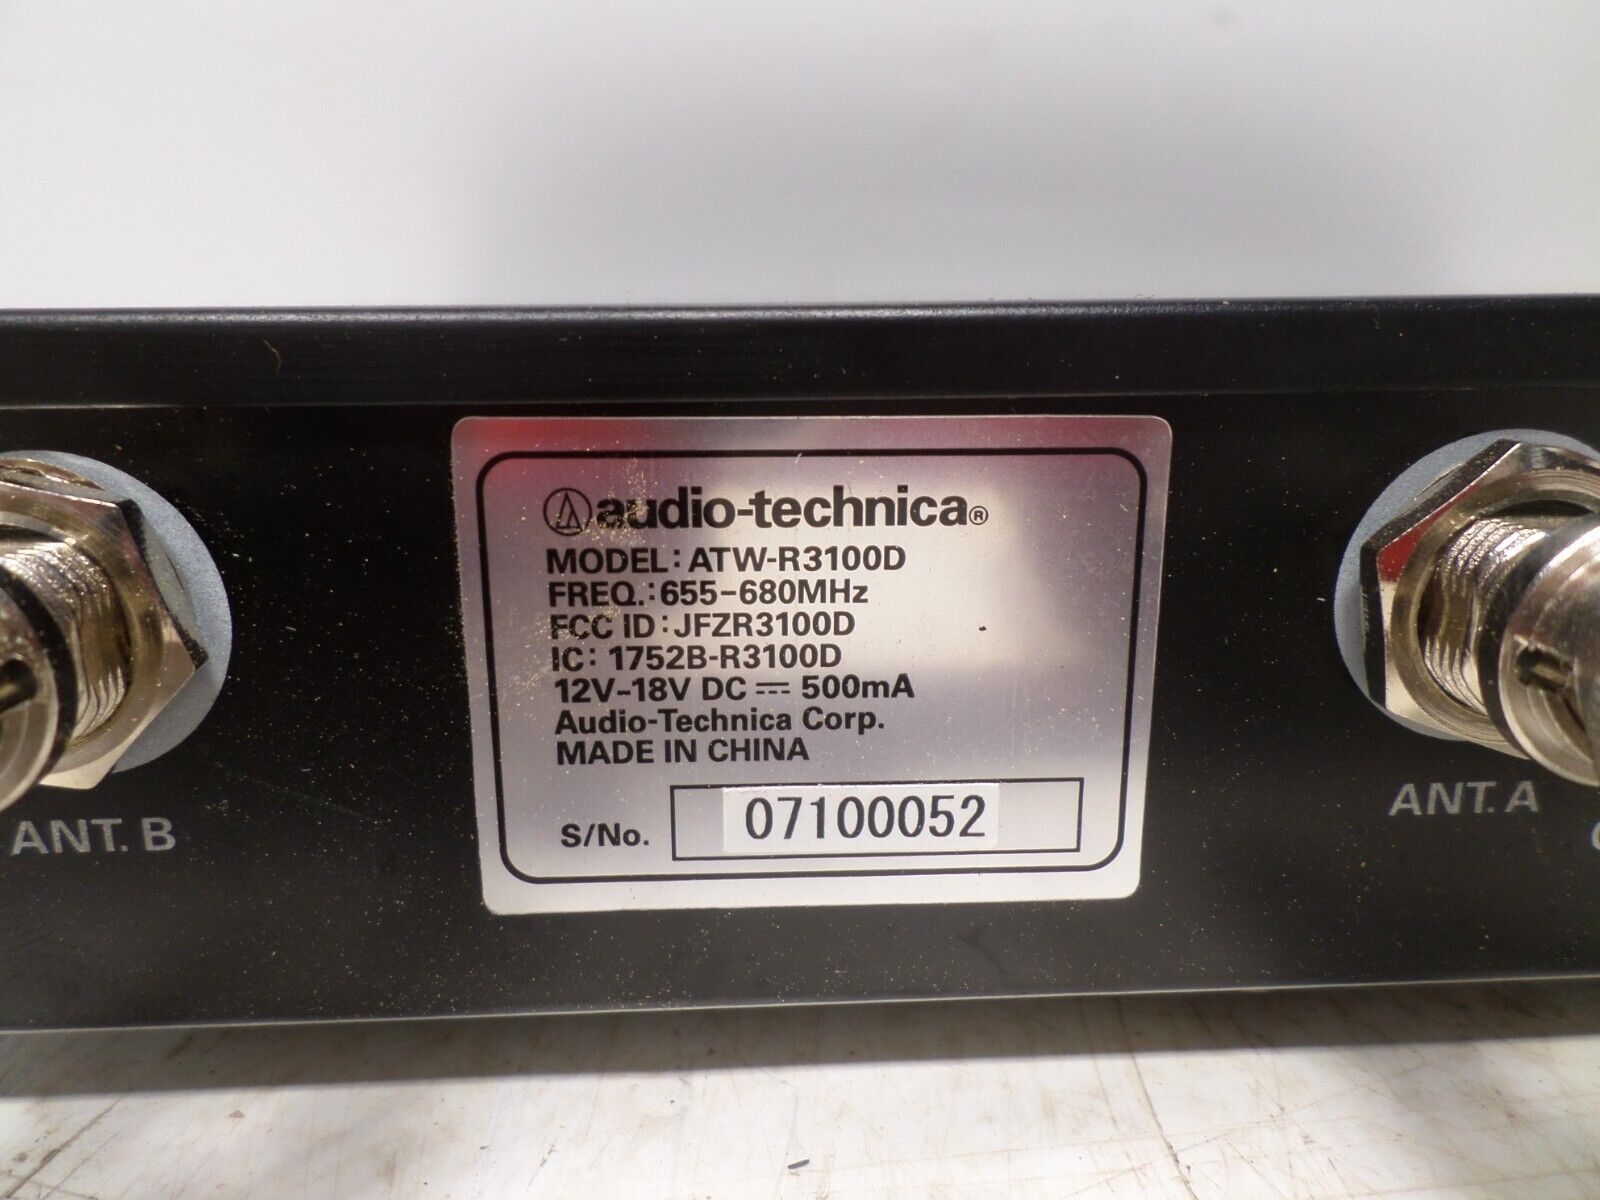 audio-technica®
MODEL: ATW-R3100D
FREQ.: 655-680MHz
FCC ID: JFZR3100D
IC: 1752B-R3100D
12V-18V DC ⎓ 500mA
Audio-Technica Corp.
MADE IN CHINA
S/No. 07100052
ANT. B
ANT. A